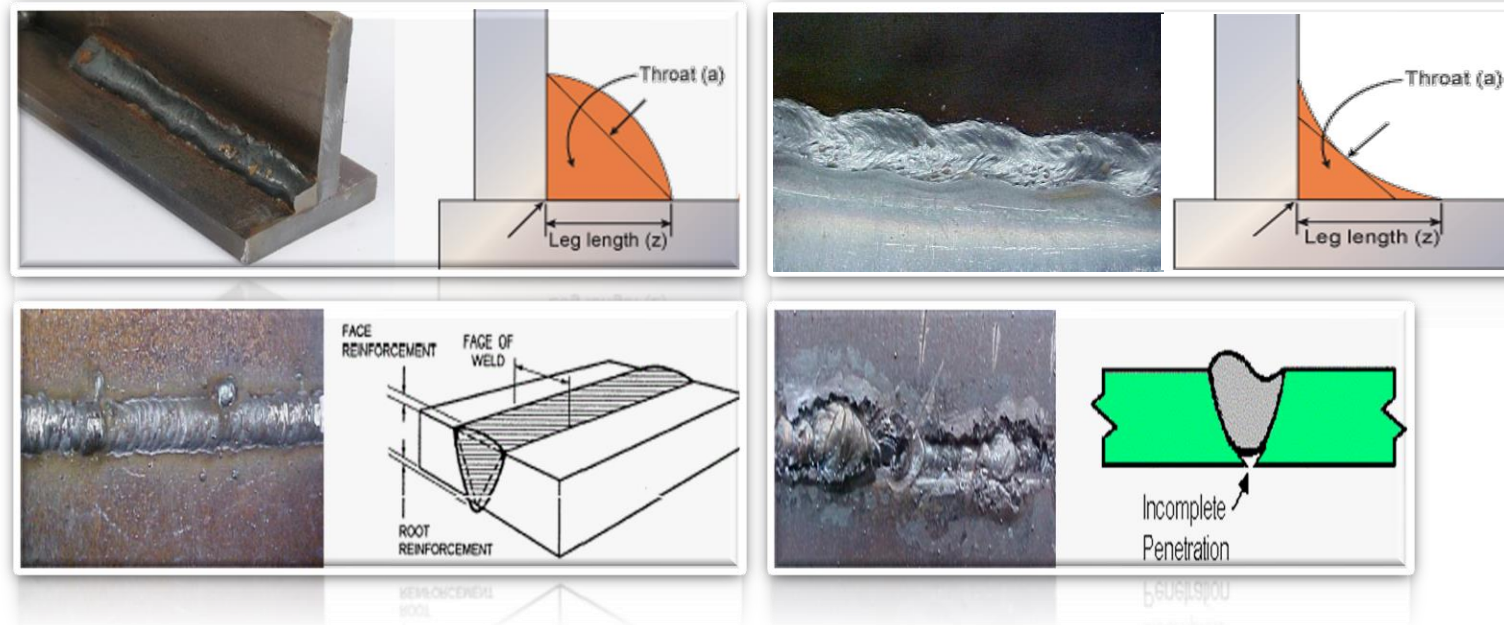 Throat (a)
Leg length (z)
Throat (a)
Leg length (z)
FACE
REINFORCEMENT
FACE OF
WELD
ROOT
REINFORCEMENT
Incomplete
Penetration